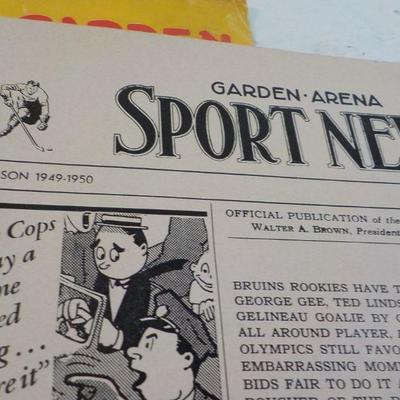 GARDEN
GARDEN·ARENA
SPORT NE
SON 1949-1950
OFFICIAL PUBLICATION of the
WALTER A. BROWN, President
Cops
a
ed
...
re it"
BRUINS ROOKIES HAVE T
GEORGE GEE, TED LINDS
GELINEAU GOALIE BY
ALL AROUND PLAYER,
OLYMPICS STILL FAVO
EMBARRASSING MOM
BIDS FAIR TO DO IT